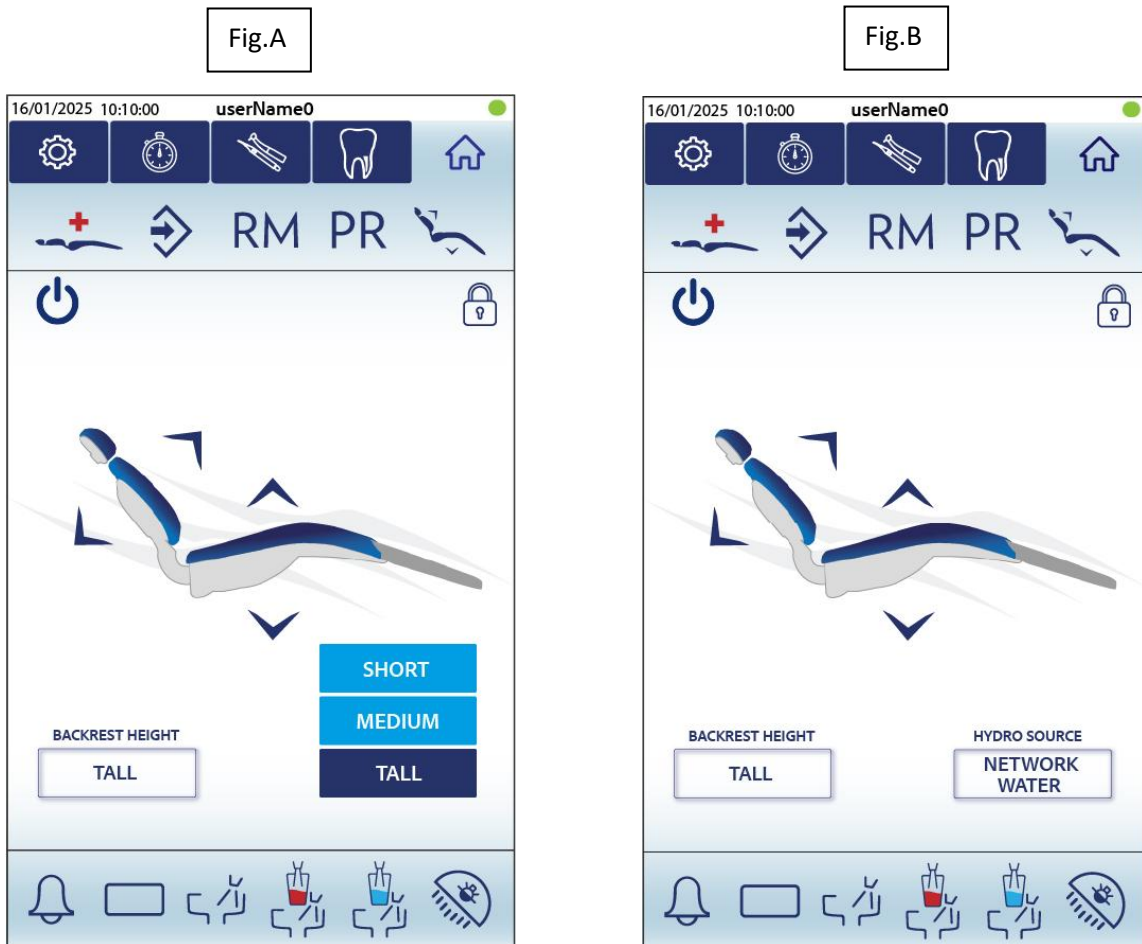 Fig.A
16/01/2025 10:10:00 userName0
RM PR
SHORT
MEDIUM
BACKREST HEIGHT
TALL
TALL
Fig.B
16/01/2025 10:10:00 userName0
RM PR
BACKREST HEIGHT
TALL
HYDRO SOURCE
NETWORK
WATER